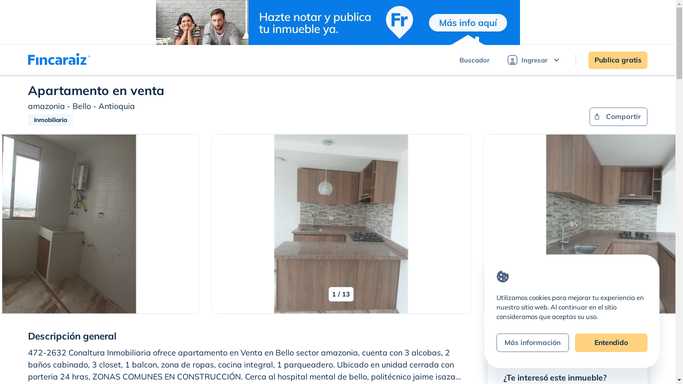 Hazte notar y publica
tu inmueble ya.
Fr
Más info aquí
Fincaraiz
Buscador
Ingresar
Publica gratis
Apartamento en venta
amazonia - Bello - Antioquia
Inmobiliaria
Compartir
1 / 13
Utilizamos cookies para mejorar tu experiencia en
nuestro sitio web. Al continuar en el sitio
consideramos que aceptas su uso.
Más información
Entendido
Descripción general
472-2632 Conaltura Inmobiliaria ofrece apartamento en Venta en Bello sector amazonia, cuenta con 3 alcobas, 2
baños cabinado, 3 closet, 1 balcon, zona de ropas, cocina integral, 1 parqueadero. Ubicado en unidad cerrada con
porteria 24 hras, ZONAS COMUNES EN CONSTRUCCIÓN. Cerca al hospital mental de bello, politécnico jaime isaza...
¿Te interesó este inmueble?